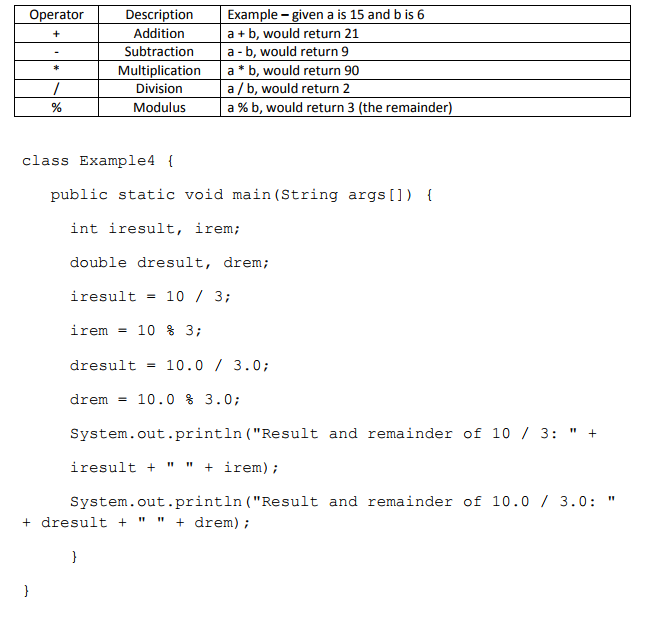 Operator Description Example – given a is 15 and b is 6
+ Addition a + b, would return 21
- Subtraction a - b, would return 9
* Multiplication a * b, would return 90
/ Division a / b, would return 2
% Modulus a % b, would return 3 (the remainder)
class Example4 {
public static void main(String args[]) {
int iresult, irem;
double dresult, drem;
iresult = 10 / 3;
irem = 10 % 3;
dresult = 10.0 / 3.0;
drem = 10.0 % 3.0;
System.out.println("Result and remainder of 10 / 3: " +
iresult + " " + irem);
System.out.println("Result and remainder of 10.0 / 3.0: "
+ dresult + " " + drem);
}
}